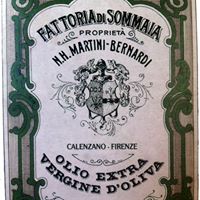 FATTORIA DI SOMMAIA
PROPRIETÀ
N.H. MARTINI-BERNARDI
CALENZANO - FIRENZE
OLIO EXTRA
VERGINE D'OLIVA